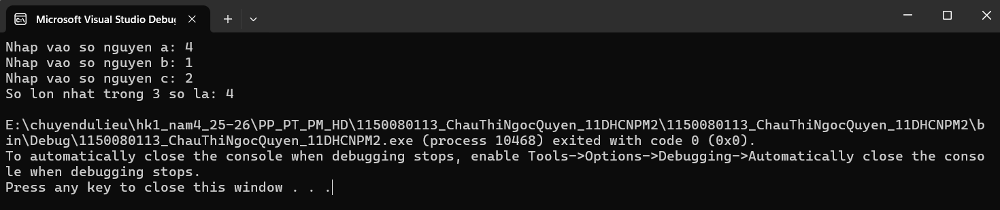 Microsoft Visual Studio Debu
Nhap vao so nguyen a: 4
Nhap vao so nguyen b: 1
Nhap vao so nguyen c: 2
So lon nhat trong 3 so la: 4
E:\chuyendulieu\hk1_nam4_25-26\PP_PT_PM_HD\1150080113_ChauThiNgocQuyen_11DHCNPM2\1150080113_ChauThiNgocQuyen_11DHCNPM2\b
in\Debug\1150080113_ChauThiNgocQuyen_11DHCNPM2.exe (process 10468) exited with code 0 (0x0).
To automatically close the console when debugging stops, enable Tools->Options->Debugging->Automatically close the conso
le when debugging stops.
Press any key to close this window . . .